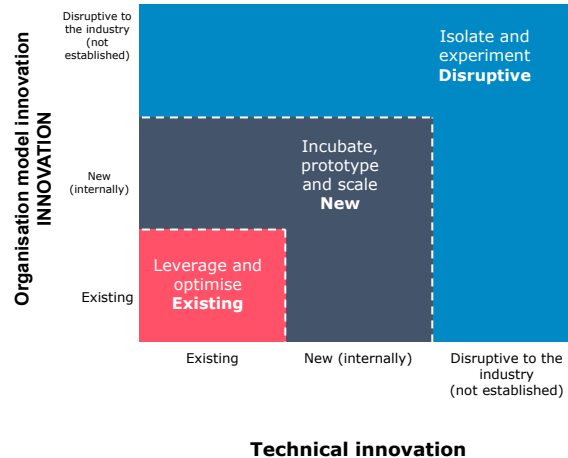 Disruptive to
the industry
(not
established)
Isolate and
experiment
Disruptive
Organisation model innovation
INNOVATION
New
(internally)
Incubate,
prototype
and scale
New
Existing
Leverage and
optimise
Existing
Existing
New (internally)
Disruptive to the
industry
(not established)
Technical innovation